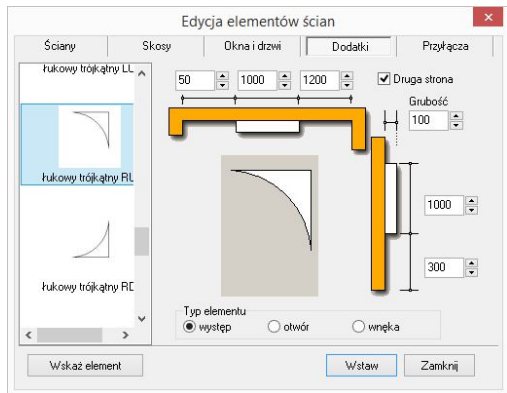 Edycja elementów ścian
Ściany Skosy Okna i drzwi Dodatki Przyłącza
łukowy trójkątny LU
łukowy trójkątny RU
łukowy trójkątny RD
50 1000 1200 Druga strona
Grubość
100
1000
300
Typ elementu
występ otwór wnęka
Wskaż element Wstaw Zamknij